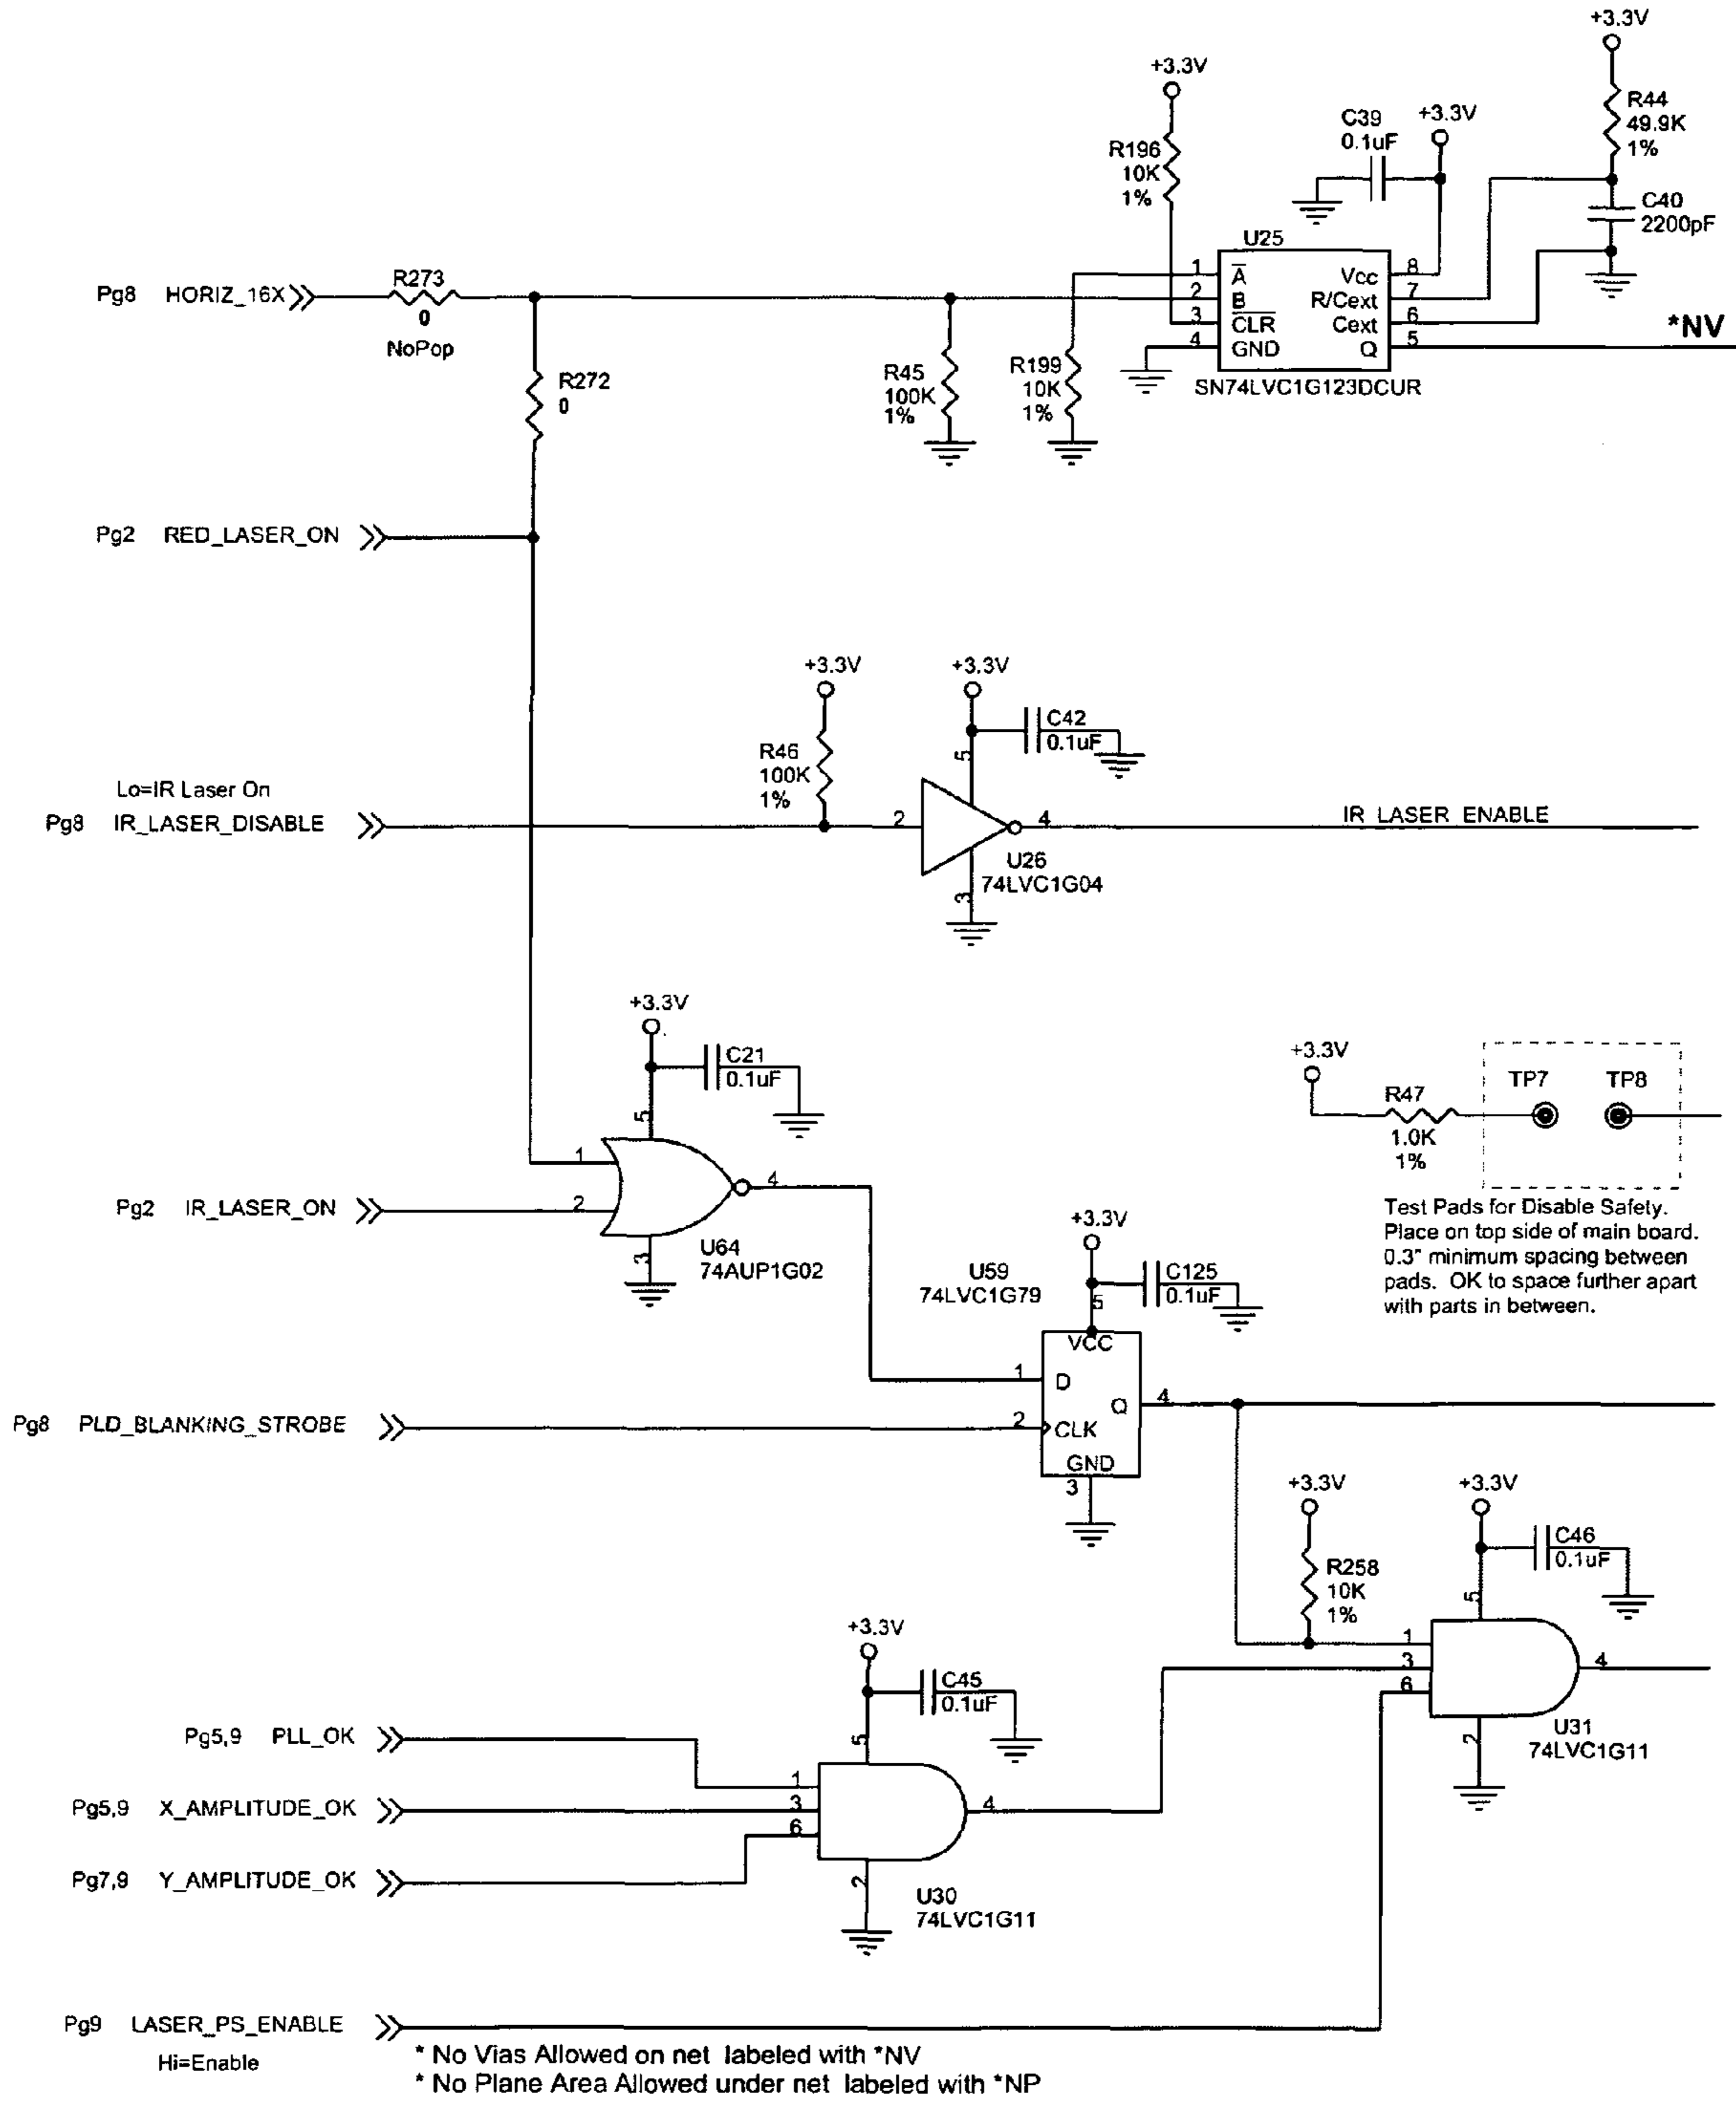 +3.3V
R44
49.9K
1%
C40
2200pF
+3.3V
R196
10K
1%
C39
0.1uF
+3.3V
U25
1 A 
2 B
3 CLR
4 GND
Vcc 8
R/Cext 7
Cext 6
Q 5
SN74LVC1G123DCUR
*NV
Pg8 HORIZ_16X
R273
0
NoPop
R272
0
R45
100K
1%
R199
10K
1%
Pg2 RED_LASER_ON
+3.3V
R46
100K
1%
+3.3V
C42
0.1uF
5
Lo=IR Laser On
Pg8 IR_LASER_DISABLE
2
4
IR LASER ENABLE
U26
74LVC1G04
3
+3.3V
C21
0.1uF
5
1
2
4
Pg2 IR_LASER_ON
3
U64
74AUP1G02
+3.3V
R47
1.0K
1%
TP7
TP8
Test Pads for Disable Safety.
Place on top side of main board.
0.3" minimum spacing between
pads. OK to space further apart
with parts in between.
U59
74LVC1G79
+3.3V
C125
0.1uF
5
VCC
1 D
Q 4
2 CLK
GND
3
Pg8 PLD_BLANKING_STROBE
+3.3V
R258
10K
1%
+3.3V
C46
0.1uF
5
1
3
6
4
2
U31
74LVC1G11
+3.3V
C45
0.1uF
5
Pg5,9 PLL_OK
1
Pg5,9 X_AMPLITUDE_OK
3
4
6
Pg7,9 Y_AMPLITUDE_OK
2
U30
74LVC1G11
Pg9 LASER_PS_ENABLE
Hi=Enable
* No Vias Allowed on net labeled with *NV
* No Plane Area Allowed under net labeled with *NP